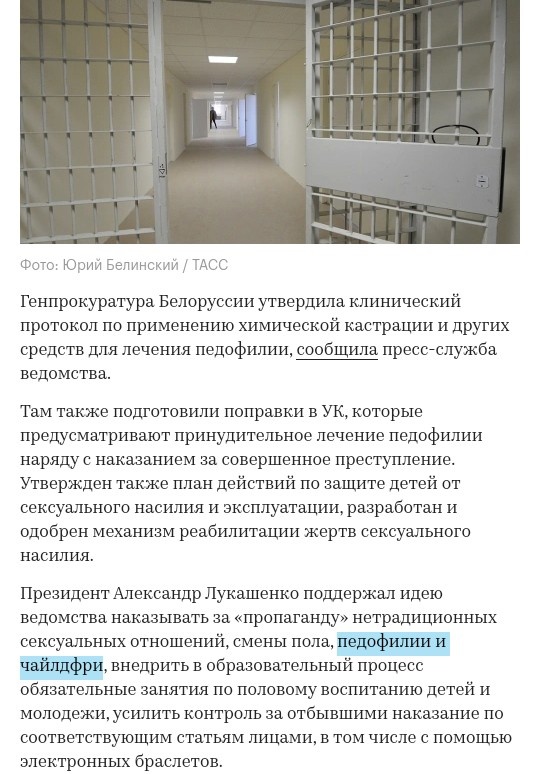 Фото: Юрий Белинский / ТАСС
Генпрокуратура Белоруссии утвердила клинический
протокол по применению химической кастрации и других
средств для лечения педофилии, сообщила пресс-служба
ведомства.
Там также подготовили поправки в УК, которые
предусматривают принудительное лечение педофилии
наряду с наказанием за совершенное преступление.
Утвержден также план действий по защите детей от
сексуального насилия и эксплуатации, разработан и
одобрен механизм реабилитации жертв сексуального
насилия.
Президент Александр Лукашенко поддержал идею
ведомства наказывать за «пропаганду» нетрадиционных
сексуальных отношений, смены пола, педофилии и
чайлдфри, внедрить в образовательный процесс
обязательные занятия по половому воспитанию детей и
молодежи, усилить контроль за отбывшими наказание по
соответствующим статьям лицами, в том числе с помощью
электронных браслетов.